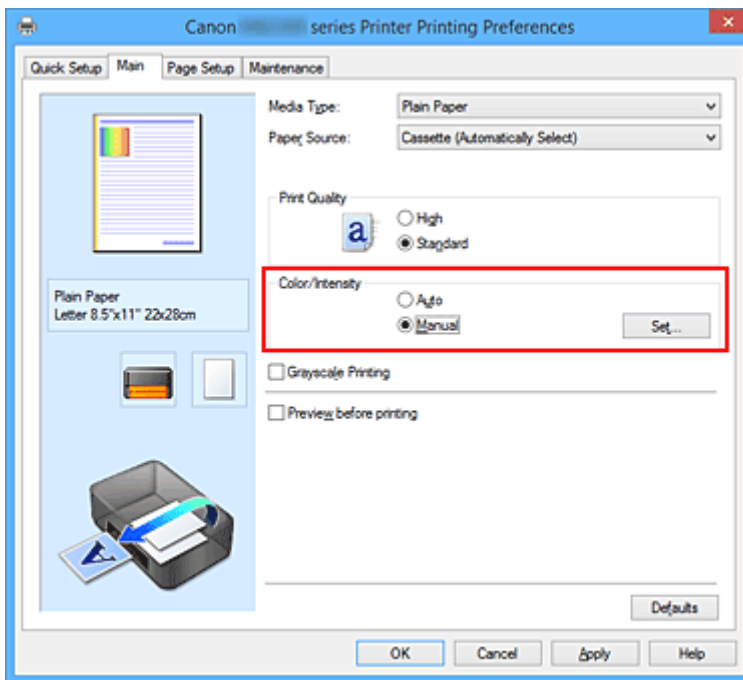 Canon series Printer Printing Preferences
Quick Setup Main Page Setup Maintenance
Media Type: Plain Paper
Paper Source: Cassette (Automatically Select)
Print Quality
a
High
Standard
Color/Intensity
Auto
Manual
Set...
Plain Paper
Letter 8.5"x11" 22x28cm
Grayscale Printing
Preview before printing
A
Defaults
OK Cancel Apply Help